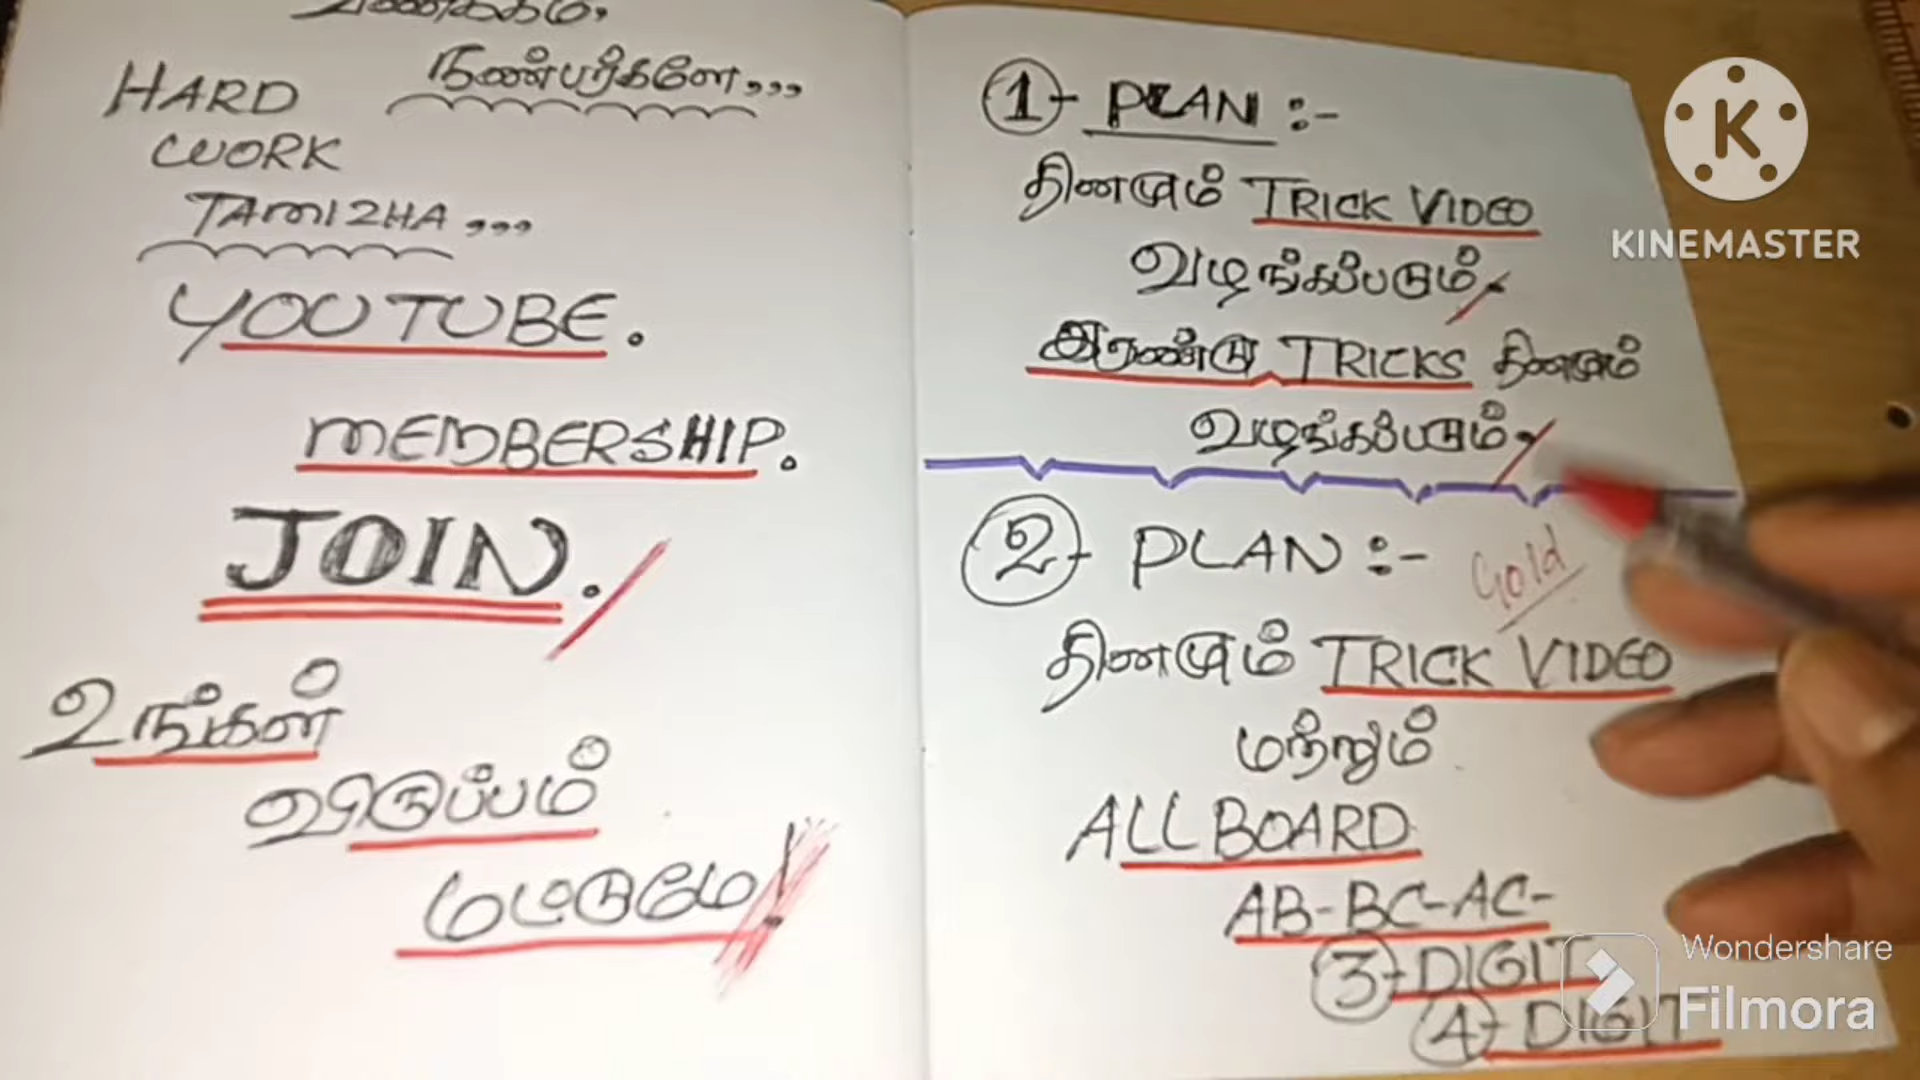 வணக்கம்,
நண்பர்களே,,,
HARD
WORK
TAMIZHA,,,
YOUTUBE.
MEMBERSHIP.
JOIN.
உங்கள்
விருப்பம்
மட்டுமே!
1- PLAN :-
தினமும் TRICK VIDEO
வழங்கப்படும்.
இரண்டு TRICKS தினமும்
வழங்கப்படும்.
2- PLAN :- Gold
தினமும் TRICK VIDEO
மற்றும்
ALL BOARD
AB-BC-AC-
3-DIGIT
4-DIGIT
K
KINEMASTER
Wondershare
Filmora